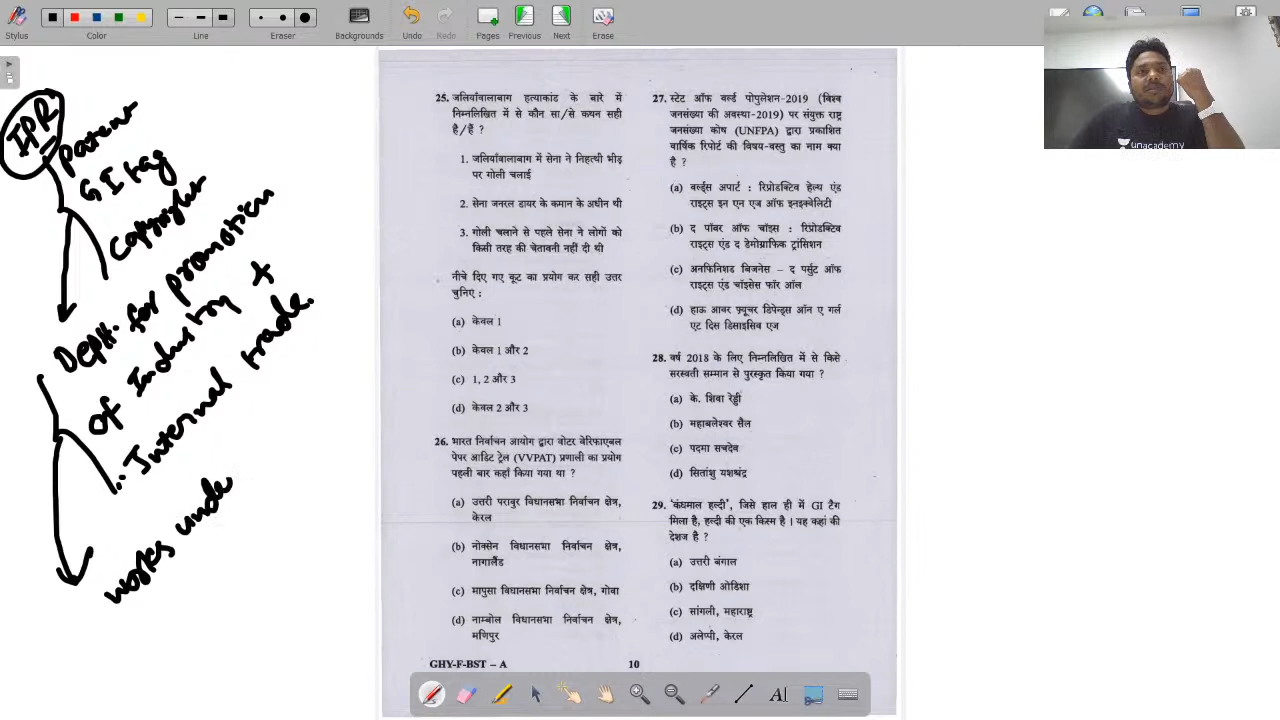 Stylus
Color
Line
Eraser
Backgrounds
Undo
Redo
Pages
Previous
Next
Erase
IPR
Patent
GI tag
Copyright
Deptt. for promotion
of Industry &
Internal trade.
works unde
25. जलियांवालाबाग हत्याकांड के बारे में
निम्नलिखित में से कौन सा/से कथन सही
है/हैं ?
1. जलियांवालाबाग में सेना ने निहत्थी भीड़
पर गोली चलाई
2. सेना जनरल डायर के कमान के अधीन थी
3. गोली चलाने से पहले सेना ने लोगों को
किसी तरह की चेतावनी नहीं दी थी
नीचे दिए गए कूट का प्रयोग कर सही उत्तर
चुनिए :
(a) केवल 1
(b) केवल 1 और 2
(c) 1, 2 और 3
(d) केवल 2 और 3
26. भारत निर्वाचन आयोग द्वारा वोटर वेरिफाएबल
पेपर आडिट ट्रेल (VVPAT) प्रणाली का प्रयोग
पहली बार कहां किया गया था ?
(a) उत्तरी परावुर विधानसभा निर्वाचन क्षेत्र,
केरल
(b) नोक्सेन विधानसभा निर्वाचन क्षेत्र,
नागालैंड
(c) मापुसा विधानसभा निर्वाचन क्षेत्र, गोवा
(d) नाम्बोल विधानसभा निर्वाचन क्षेत्र,
मणिपुर
GHY-F-BST – A
10
27. स्टेट ऑफ वर्ल्ड पोपुलेशन-2019 (विश्व
जनसंख्या की अवस्था-2019) पर संयुक्त राष्ट्र
जनसंख्या कोष (UNFPA) द्वारा प्रकाशित
वार्षिक रिपोर्ट की विषय-वस्तु का नाम क्या
है ?
(a) वर्ल्ड्स अपार्ट : रिप्रोडक्टिव हेल्थ एंड
राइट्स इन एन एज ऑफ इनइक्वेलिटी
(b) द पॉवर ऑफ चॉइस : रिप्रोडक्टिव
राइट्स एंड द डेमोग्राफिक ट्रांसिशन
(c) अनफिनिशड बिजनेस – द पर्सुट ऑफ
राइट्स एंड चॉइसेस फॉर ऑल
(d) हाऊ आवर फ़्यूचर डिपेन्ड्स ऑन ए गर्ल
एट दिस डिसाइसिव एज
28. वर्ष 2018 के लिए निम्नलिखित में से किसे
सरस्वती सम्मान से पुरस्कृत किया गया ?
(a) के. शिवा रेड्डी
(b) महाबलेश्वर सैल
(c) पदमा सचदेव
(d) सितांशु यशश्चंद्र
29. 'कंधमाल हल्दी', जिसे हाल ही में GI टैग
मिला है, हल्दी की एक किस्म है । यह कहां की
देशज है ?
(a) उत्तरी बंगाल
(b) दक्षिणी ओडिशा
(c) सांगली, महाराष्ट्र
(d) अलेप्पी, केरल
unacademy